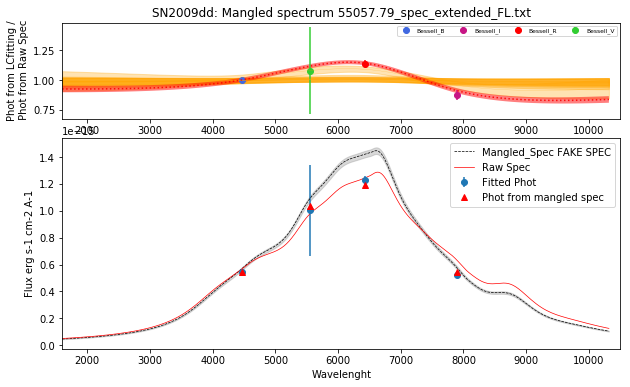 SN2009dd: Mangled spectrum 55057.79_spec_extended_FL.txt
Phot from LCfitting /
Phot from Raw Spec
1.25
1.00
0.75
Bessell_B
Bessell_I
Bessell_R
Bessell_V
2000 3000 4000 5000 6000 7000 8000 9000 10000
1e−15
Flux erg s-1 cm-2 A-1
1.4
1.2
1.0
0.8
0.6
0.4
0.2
0.0
Mangled_Spec FAKE SPEC
Raw Spec
Fitted Phot
Phot from mangled spec
2000 3000 4000 5000 6000 7000 8000 9000 10000
Wavelenght